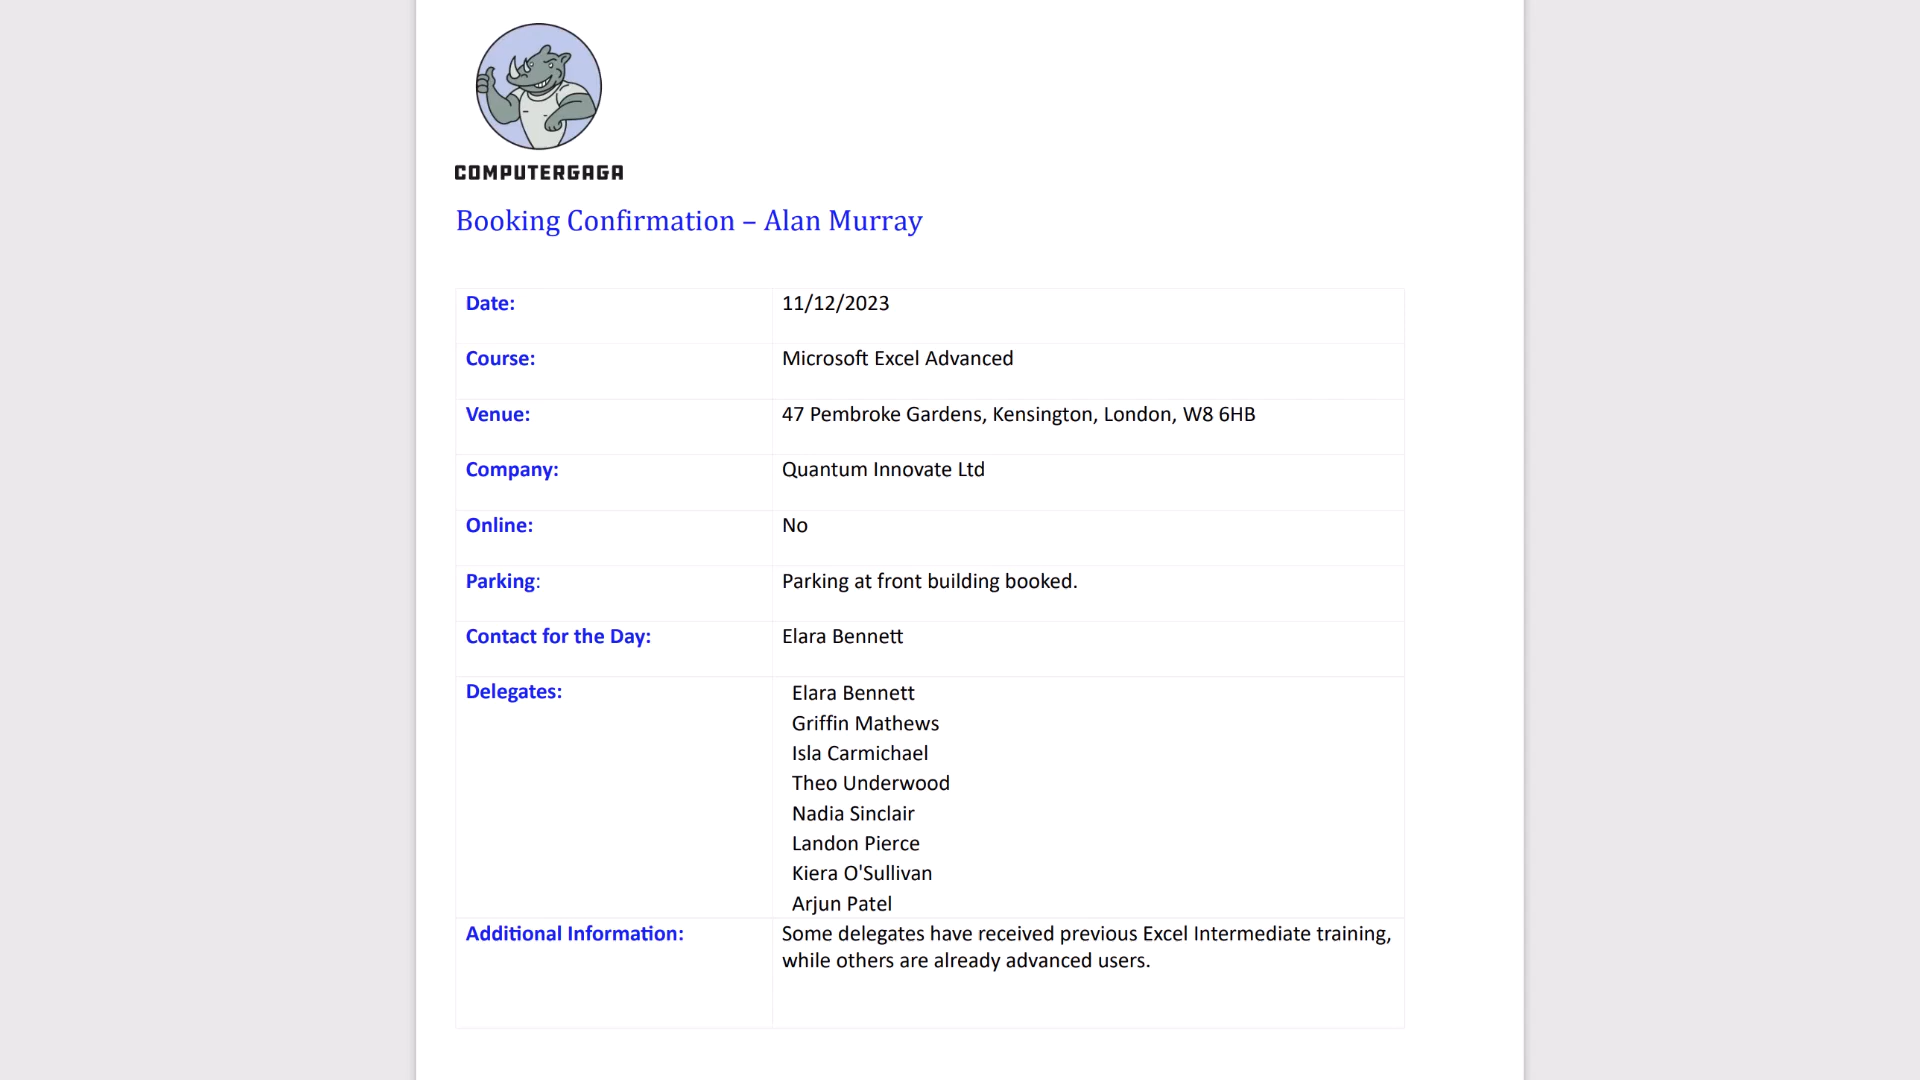 COMPUTERGAGA
Booking Confirmation – Alan Murray
Date: 11/12/2023
Course: Microsoft Excel Advanced
Venue: 47 Pembroke Gardens, Kensington, London, W8 6HB
Company: Quantum Innovate Ltd
Online: No
Parking: Parking at front building booked.
Contact for the Day: Elara Bennett
Delegates: Elara Bennett
Griffin Mathews
Isla Carmichael
Theo Underwood
Nadia Sinclair
Landon Pierce
Kiera O'Sullivan
Arjun Patel
Additional Information: Some delegates have received previous Excel Intermediate training,
while others are already advanced users.